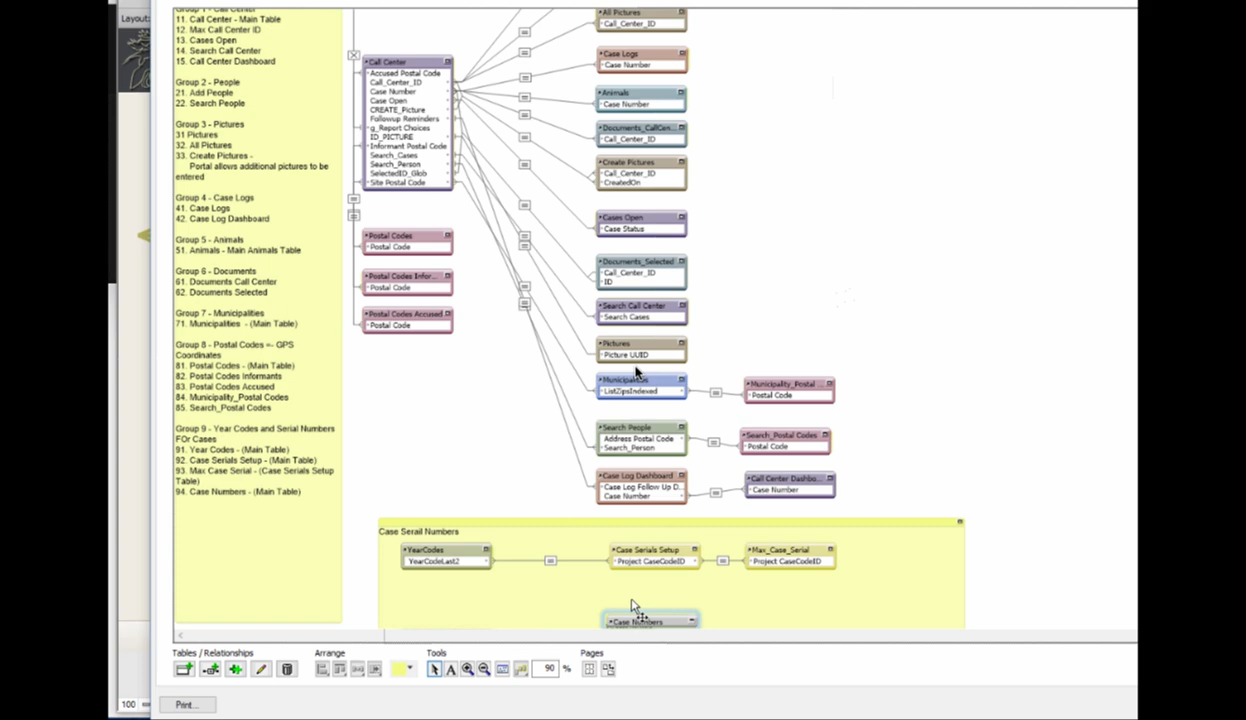 Layout:
Group 1 - Call Center
11. Call Center - Main Table
12. Max Call Center ID
13. Cases Open
14. Search Call Center
15. Call Center Dashboard
Group 2 - People
21. Add People
22. Search People
Group 3 - Pictures
31 Pictures
32. All Pictures
33. Create Pictures -
Portal allows additional pictures to be
entered
Group 4 - Case Logs
41. Case Logs
42. Case Log Dashboard
Group 5 - Animals
51. Animals - Main Animals Table
Group 6 - Documents
61. Documents Call Center
62. Documents Selected
Group 7 - Municipalities
71. Municipalities - (Main Table)
Group 8 - Postal Codes =- GPS
Coordinates
81. Postal Codes - (Main Table)
82. Postal Codes Informants
83. Postal Codes Accused
84. Municipality_Postal Codes
85. Search_Postal Codes
Group 9 - Year Codes and Serial Numbers
FOr Cases
91. Year Codes - (Main Table)
92. Case Serials Setup - (Main Table)
93. Max Case Serial - (Case Serials Setup
Table)
94. Case Numbers - (Main Table)
Call Center
Accused Postal Code
Call_Center_ID
Case Number
Case Open
CREATE_Picture
Followup Reminders
g_Report Choices
ID_PICTURE
Informant Postal Code
Search_Cases
Search_Person
SelectedID_Glob
Site Postal Code
Postal Codes
Postal Code
Postal Codes Infor...
Postal Code
Postal Codes Accused
Postal Code
All Pictures
Call_Center_ID
Case Logs
Case Number
Animals
Case Number
Documents_CallCen...
Call_Center_ID
Create Pictures
Call_Center_ID
CreatedOn
Cases Open
Case Status
Documents_Selected
Call_Center_ID
ID
Search Call Center
Search Cases
Pictures
Picture UUID
Municipalities
ListZipsIndexed
Municipality_Postal ...
Postal Code
Search People
Address Postal Code
Search_Person
Search_Postal Codes
Postal Code
Case Log Dashboard
Case Log Follow Up D...
Case Number
Call Center Dashbo...
Case Number
Case Serail Numbers
YearCodes
YearCodeLast2
Case Serials Setup
Project CaseCodeID
Max_Case_Serial
Project CaseCodeID
Case Numbers
Tables / Relationships
Arrange
Tools
Pages
A
90 %
100
Print...